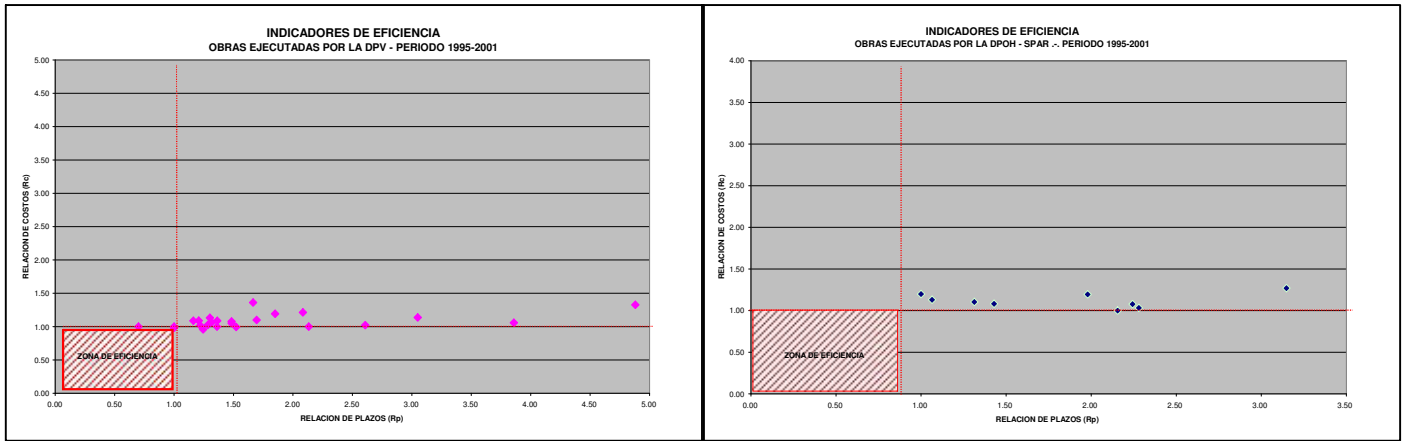 INDICADORES DE EFICIENCIA
OBRAS EJECUTADAS POR LA DPV - PERIODO 1995-2001
5.00
4.50
4.00
3.50
3.00
2.50
2.00
1.50
1.00
0.50
0.00
RELACION DE COSTOS (Rc)
ZONA DE EFICIENCIA
0.00 0.50 1.00 1.50 2.00 2.50 3.00 3.50 4.00 4.50 5.00
RELACION DE PLAZOS (Rp)
INDICADORES DE EFICIENCIA
OBRAS EJECUTADAS POR LA DPOH - SPAR .-. PERIODO 1995-2001
4.00
3.50
3.00
2.50
2.00
1.50
1.00
0.50
0.00
RELACION DE COSTOS (Rc)
ZONA DE EFICIENCIA
0.00 0.50 1.00 1.50 2.00 2.50 3.00 3.50
RELACION DE PLAZOS (Rp)